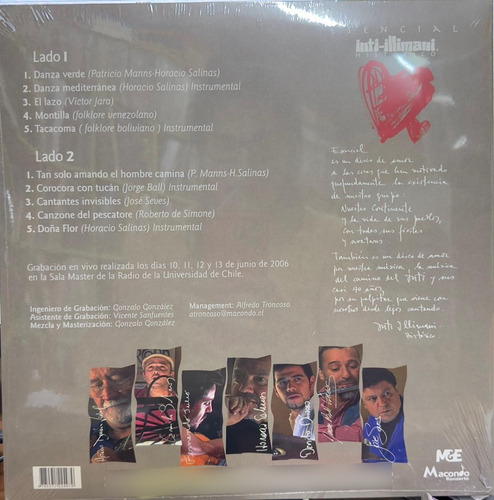 ENCIAL
inti-illimani
HISTÓRICO
Lado 1
1. Danza verde (Patricio Manns-Horacio Salinas)
2. Danza mediterránea (Horacio Salinas) Instrumental
3. El lazo (Víctor Jara)
4. Montilla (folklore venezolano)
5. Tacacoma ( folklore boliviano ) Instrumental
Lado 2
1. Tan solo amando el hombre camina (P. Manns-H.Salinas)
2. Corocora con tucán (Jorge Ball) Instrumental
3. Cantantes invisibles (José Seves)
4. Canzone del pescatore (Roberto de Simone)
5. Doña Flor (Horacio Salinas) Instrumental
Grabación en vivo realizada los días 10, 11, 12 y 13 de junio de 2006
en la Sala Master de la Radio de la Universidad de Chile.
Ingeniero de Grabación: Gonzalo González
Asistente de Grabación: Vicente Sanfuentes
Mezcla y Masterización: Gonzalo González
Management: Alfredo Troncoso
atroncoso@macondo.cl
Esencial
es un disco de amor
a las cosas que han motivado
profundamente la existencia
de nuestro grupo:
Nuestro Continente
y la vida de sus pueblos,
con todas sus fiestas
y avatares
También es un disco de amor
por nuestra música, la música
del camino del Inti y sus
casi 40 años,
por su palpitar que viene con
nosotros desde lejos cantando
Inti Illimani
histórico
Horacio Salinas
José Seves
MGE
Macondo